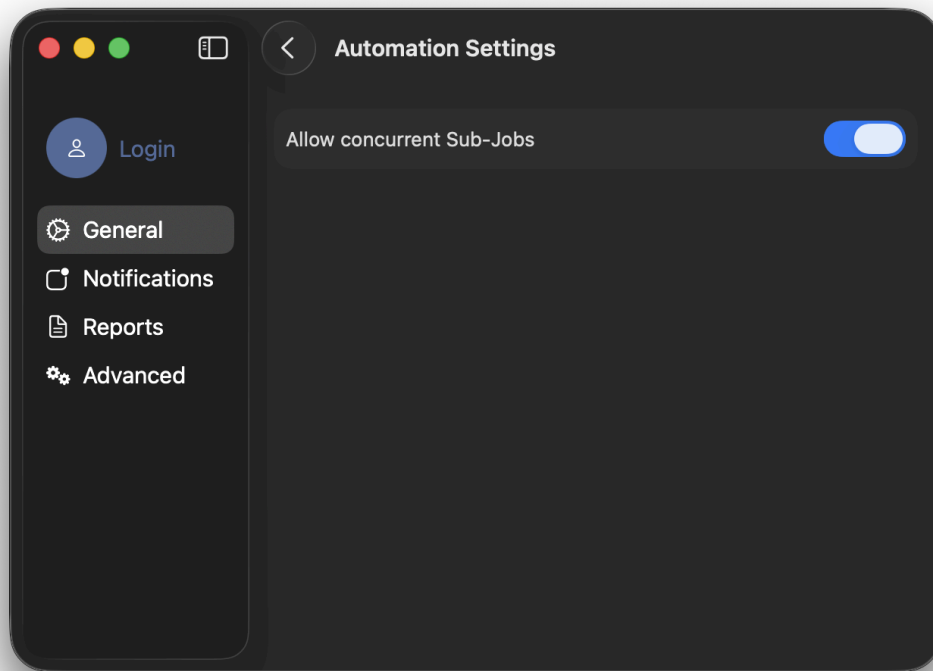 Automation Settings
Login
Allow concurrent Sub-Jobs
General
Notifications
Reports
Advanced